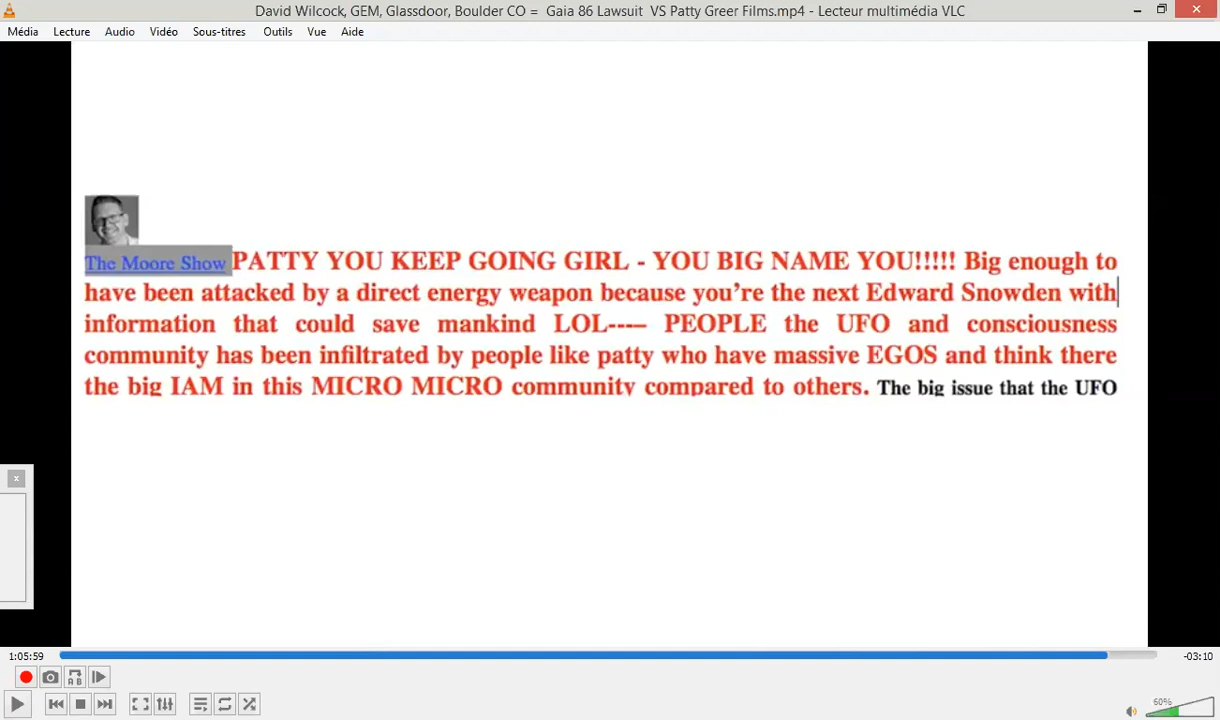 David Wilcock, GEM, Glassdoor, Boulder CO = Gaia 86 Lawsuit VS Patty Greer Films.mp4 - Lecteur multimédia VLC
Média Lecture Audio Vidéo Sous-titres Outils Vue Aide
The Moore Show PATTY YOU KEEP GOING GIRL - YOU BIG NAME YOU!!!!! Big enough to
have been attacked by a direct energy weapon because you’re the next Edward Snowden with
information that could save mankind LOL---– PEOPLE the UFO and consciousness
community has been infiltrated by people like patty who have massive EGOS and think there
the big IAM in this MICRO MICRO community compared to others. The big issue that the UFO
1:05:59 -03:10
60%